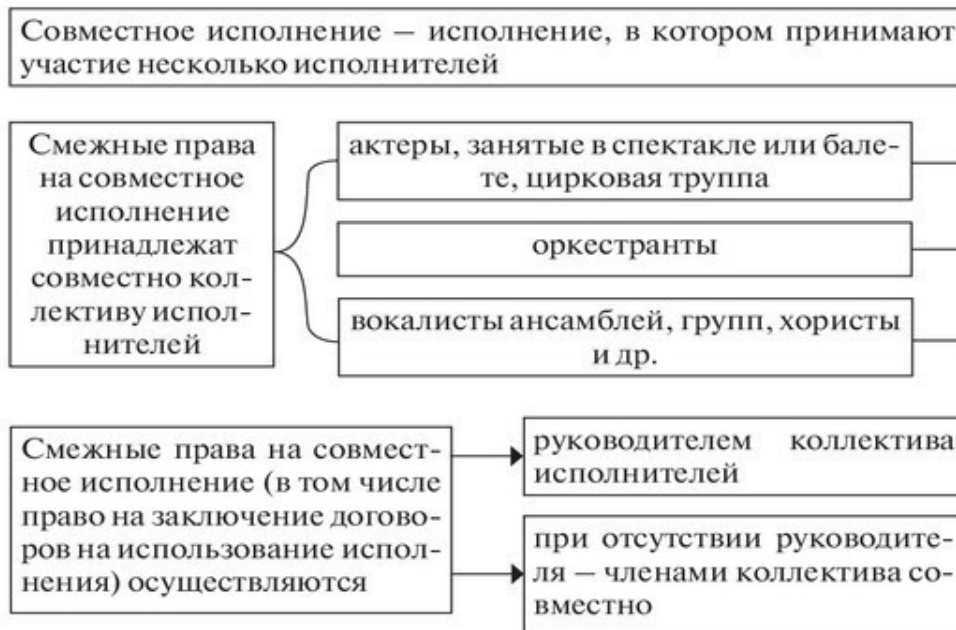 Совместное исполнение – исполнение, в котором принимают
участие несколько исполнителей
Смежные права
на совместное
исполнение
принадлежат
совместно кол-
лективу испол-
нителей
актеры, занятые в спектакле или бале-
те, цирковая труппа
оркестранты
вокалисты ансамблей, групп, хористы
и др.
Смежные права на совмест-
ное исполнение (в том числе
право на заключение догово-
ров на использование испол-
нения) осуществляются
руководителем коллектива
исполнителей
при отсутствии руководите-
ля – членами коллектива со-
вместно